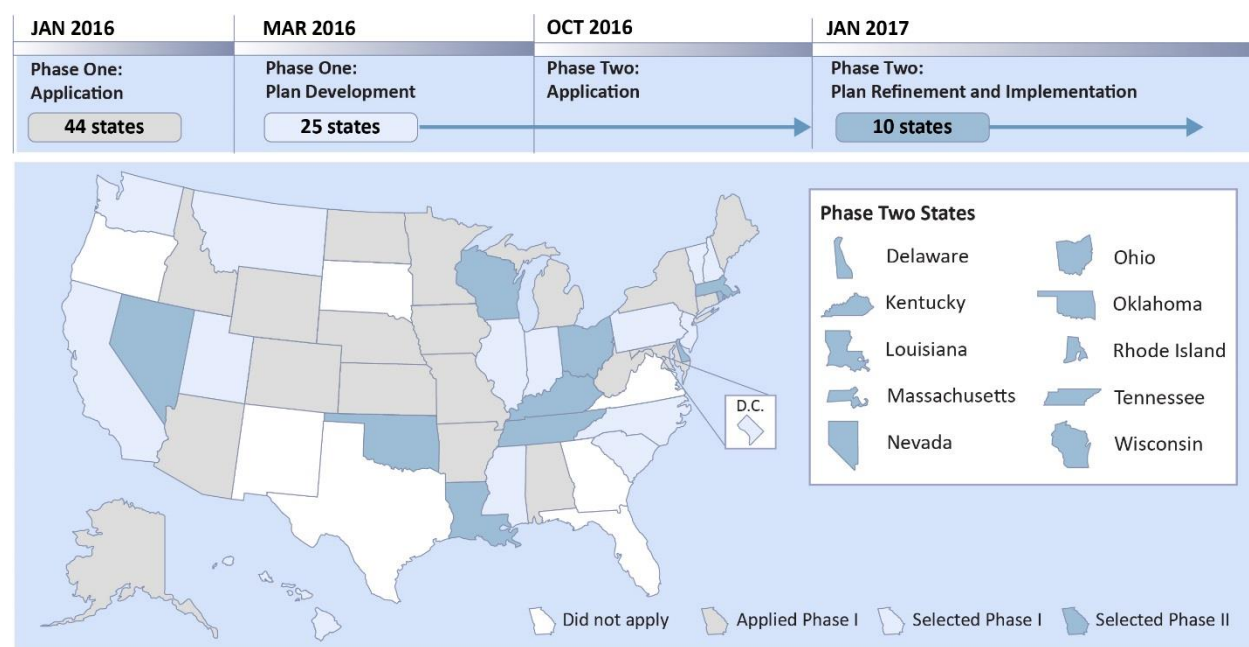 JAN 2016
MAR 2016
OCT 2016
JAN 2017
Phase One:
Application
Phase One:
Plan Development
Phase Two:
Application
Phase Two:
Plan Refinement and Implementation
44 states
25 states
10 states
Phase Two States
Delaware
Ohio
Kentucky
Oklahoma
Louisiana
Rhode Island
Massachusetts
Tennessee
Nevada
Wisconsin
D.C.
Did not apply
Applied Phase I
Selected Phase I
Selected Phase II